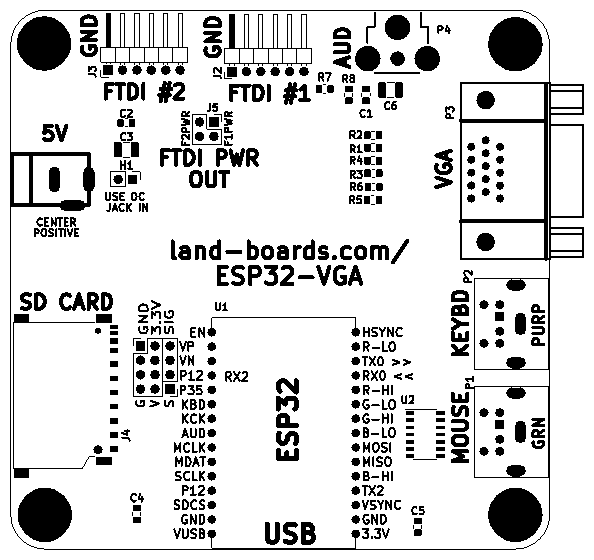 GND
GND
AUD
P4
J3
J2
FTDI #2
FTDI #1
R7
R8
C1
C6
C2
J5
F2PWR
F1PWR
5V
C3
FTDI PWR
OUT
H1
USE DC
JACK IN
CENTER
POSITIVE
R2
R1
R4
R3
R6
R5
P3
VGA
land-boards.com/
ESP32-VGA
P2
KEYBD
PURP
SD CARD
J4
GND
3.3V
SIG
G
V
S
U1
EN
VP
VN
P12
P35
KBD
KCK
AUD
MCLK
MDAT
SCLK
P12
SDCS
GND
VUSB
RX2
ESP32
USB
HSYNC
R-LO
TX0 >>
RX0 <<
R-HI
G-LO
G-HI
B-LO
MOSI
MISO
B-HI
TX2
VSYNC
GND
3.3V
U2
P1
MOUSE
GRN
C4
C5